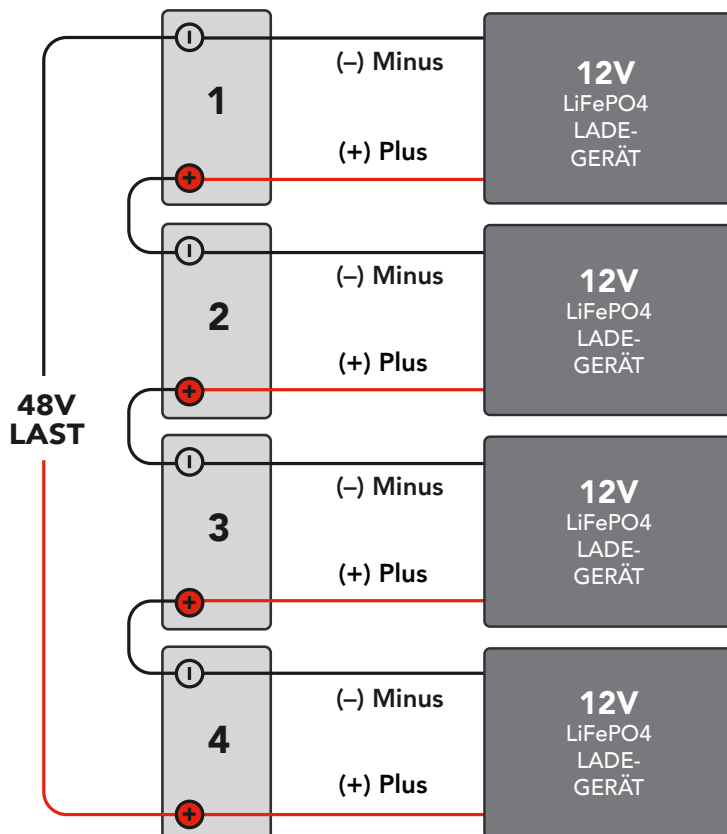 1
(–) Minus
(+) Plus
12V
LiFePO4
LADE-
GERÄT
2
(–) Minus
(+) Plus
12V
LiFePO4
LADE-
GERÄT
48V
LAST
3
(–) Minus
(+) Plus
12V
LiFePO4
LADE-
GERÄT
4
(–) Minus
(+) Plus
12V
LiFePO4
LADE-
GERÄT